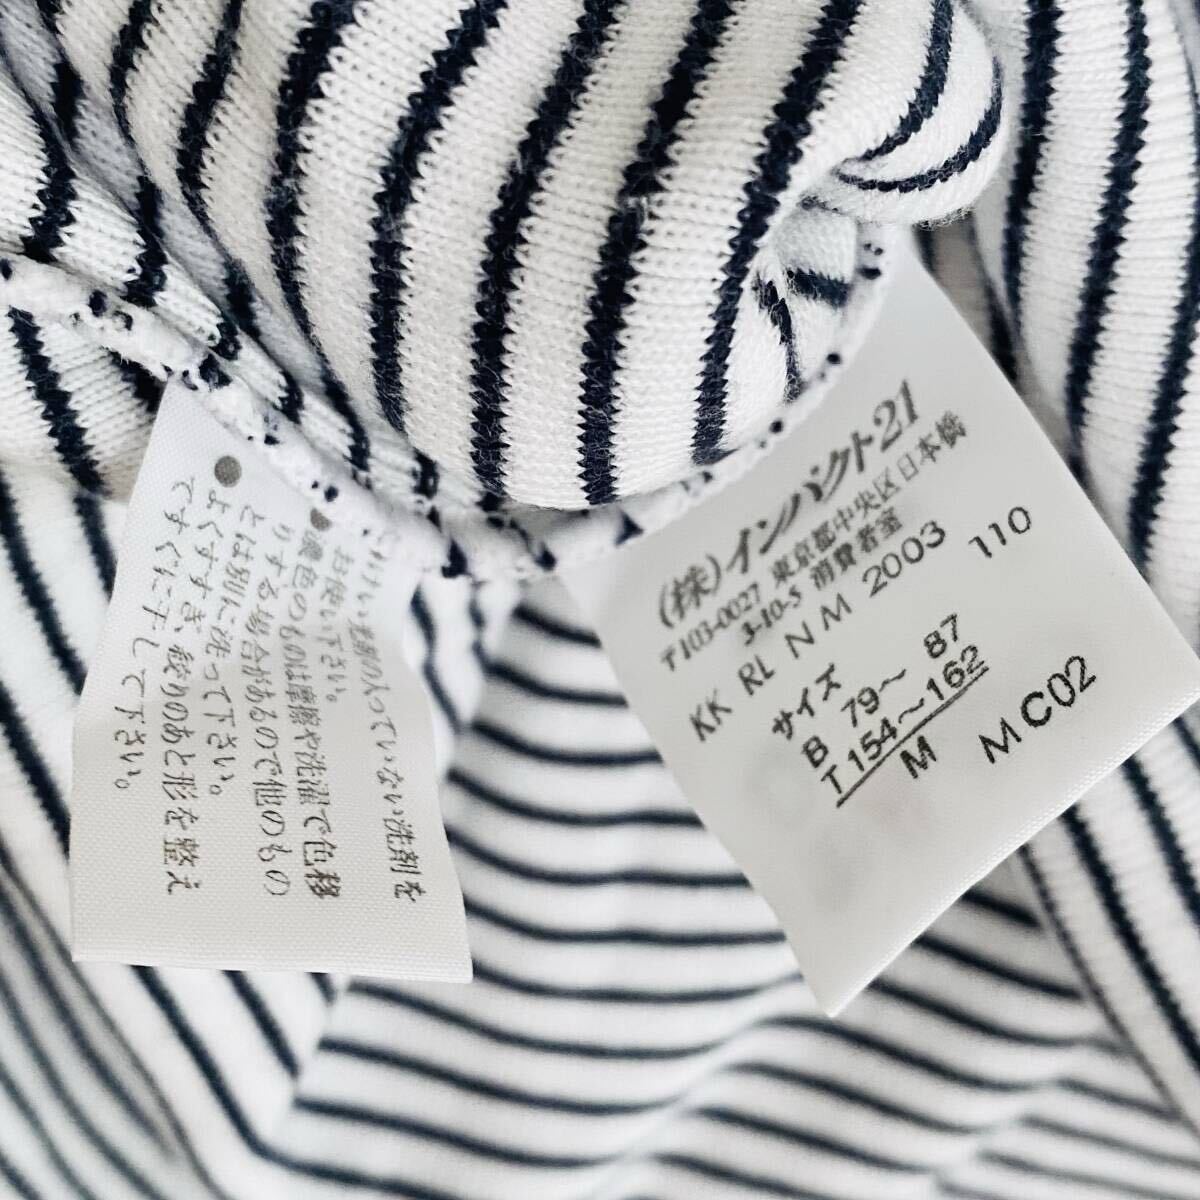 けい剤の入っていない洗剤を
お使い下さい。
●濃色のものは摩擦や洗濯で色移
りする場合があるので他のもの
とは別に洗って下さい。
●よくすすぎ、絞りのあと形を整え
てすぐに干して下さい。
(株)インパクト21
〒103-0027 東京都中央区日本橋
3-10-5 消費者室
KK RL N M 2003 110
サイズ
B 79～ 87
T154～162
M MC02